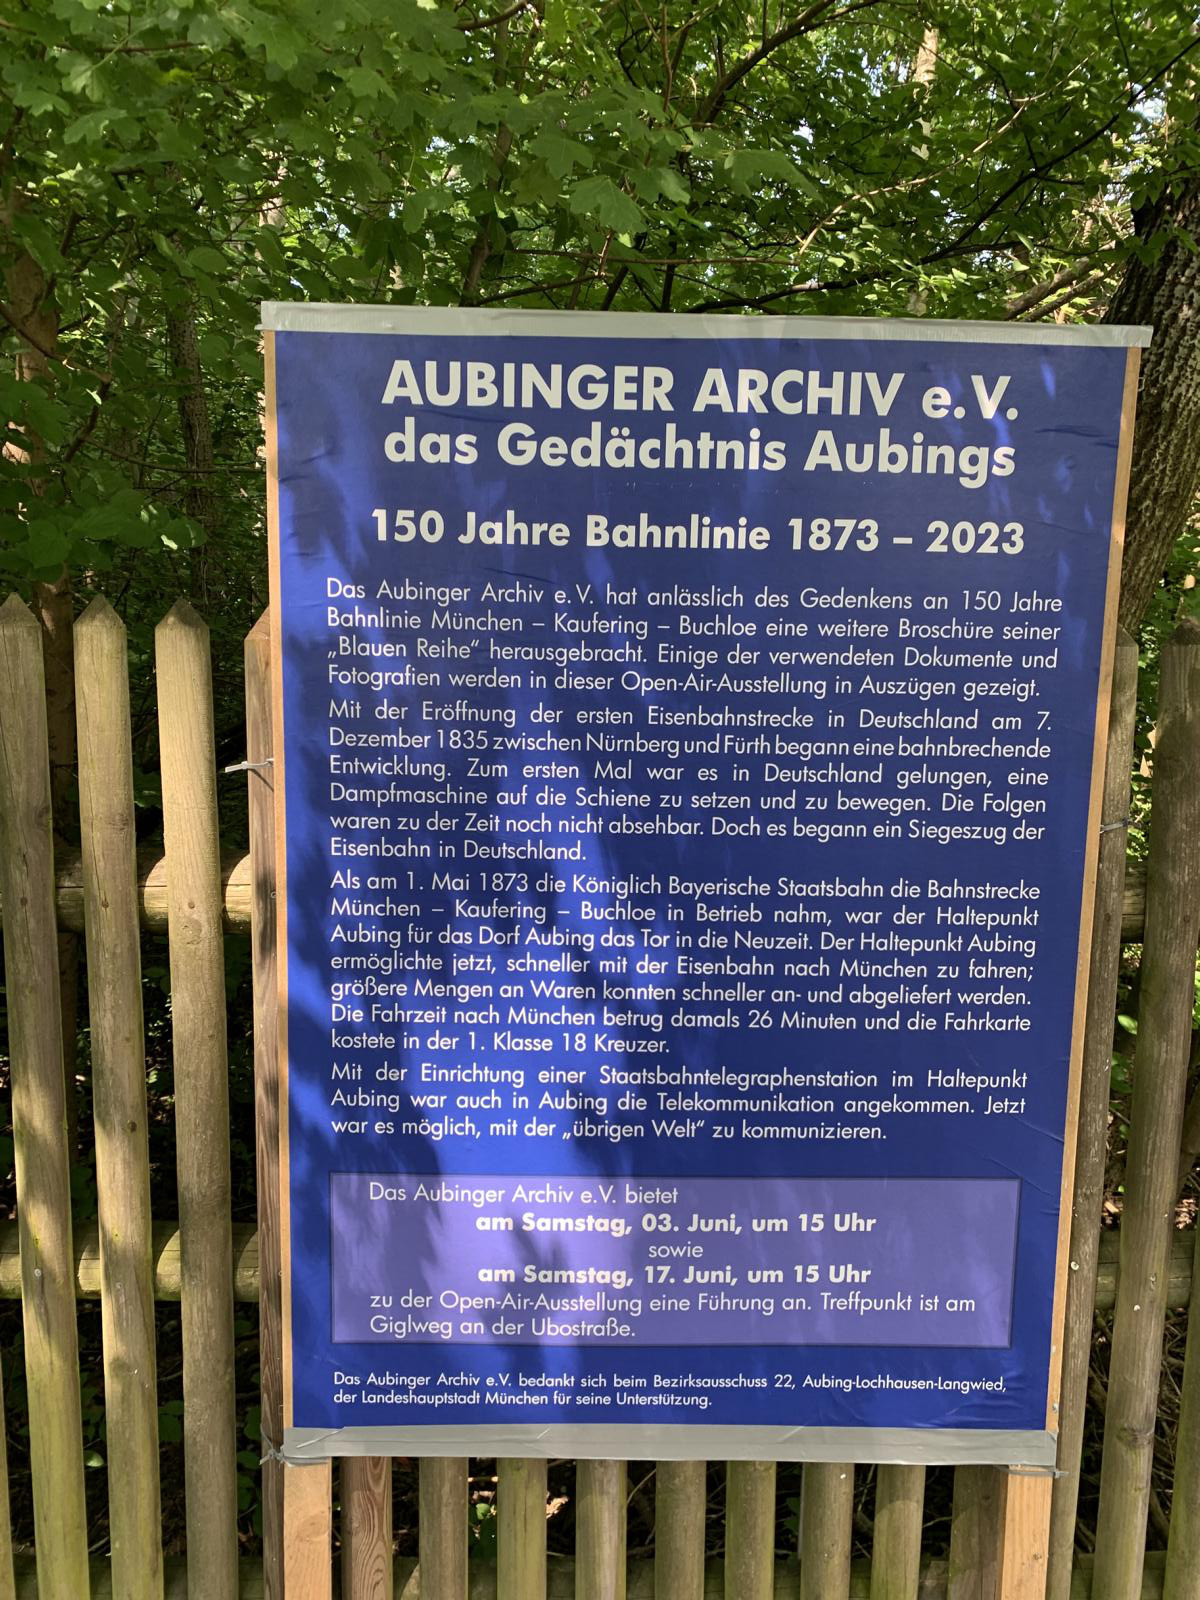 AUBINGER ARCHIV e.V.
das Gedächtnis Aubings
150 Jahre Bahnlinie 1873 – 2023
Das Aubinger Archiv e.V. hat anlässlich des Gedenkens an 150 Jahre
Bahnlinie München – Kaufering – Buchloe eine weitere Broschüre seiner
„Blauen Reihe“ herausgebracht. Einige der verwendeten Dokumente und
Fotografien werden in dieser Open-Air-Ausstellung in Auszügen gezeigt.
Mit der Eröffnung der ersten Eisenbahnstrecke in Deutschland am 7.
Dezember 1835 zwischen Nürnberg und Fürth begann eine bahnbrechende
Entwicklung. Zum ersten Mal war es in Deutschland gelungen, eine
Dampfmaschine auf die Schiene zu setzen und zu bewegen. Die Folgen
waren zu der Zeit noch nicht absehbar. Doch es begann ein Siegeszug der
Eisenbahn in Deutschland.
Als am 1. Mai 1873 die Königlich Bayerische Staatsbahn die Bahnstrecke
München – Kaufering – Buchloe in Betrieb nahm, war der Haltepunkt
Aubing für das Dorf Aubing das Tor in die Neuzeit. Der Haltepunkt Aubing
ermöglichte jetzt, schneller mit der Eisenbahn nach München zu fahren;
größere Mengen an Waren konnten schneller an- und abgeliefert werden.
Die Fahrzeit nach München betrug damals 26 Minuten und die Fahrkarte
kostete in der 1. Klasse 18 Kreuzer.
Mit der Einrichtung einer Staatsbahntelegraphenstation im Haltepunkt
Aubing war auch in Aubing die Telekommunikation angekommen. Jetzt
war es möglich, mit der „übrigen Welt“ zu kommunizieren.
Das Aubinger Archiv e.V. bietet
am Samstag, 03. Juni, um 15 Uhr
sowie
am Samstag, 17. Juni, um 15 Uhr
zu der Open-Air-Ausstellung eine Führung an. Treffpunkt ist am
Giglweg an der Ubostraße.
Das Aubinger Archiv e.V. bedankt sich beim Bezirksausschuss 22, Aubing-Lochhausen-Langwied,
der Landeshauptstadt München für seine Unterstützung.